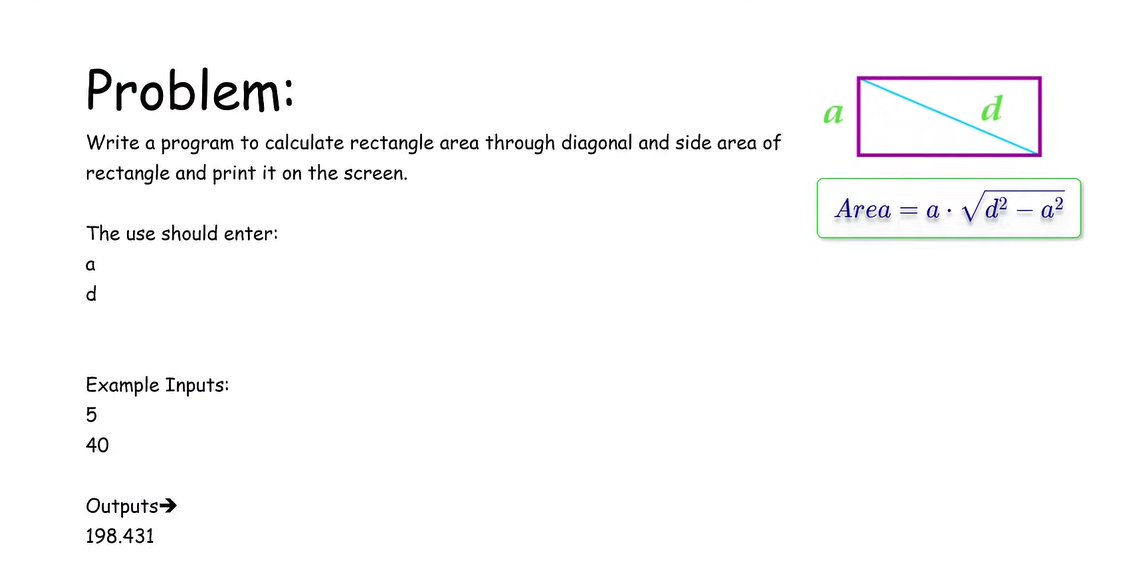 Problem:
Write a program to calculate rectangle area through diagonal and side area of
rectangle and print it on the screen.
The use should enter:
a
d
Example Inputs:
5
40
Outputs➔
198.431
a
d
Area = a · √(d² − a²)